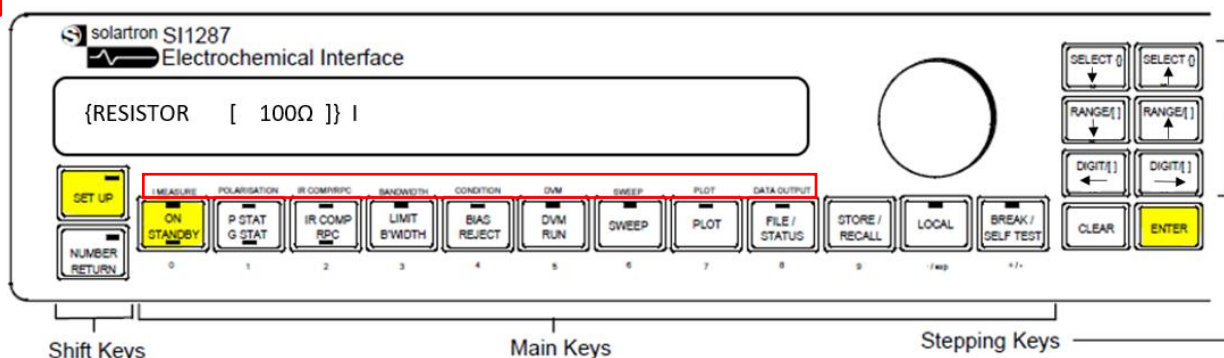 solartron SI1287
Electrochemical Interface
{RESISTOR [ 100Ω ]} I
SELECT {} SELECT {}
RANGE/[ ] RANGE/[ ]
DIGIT/[ ] DIGIT/[ ]
SET UP
I MEASURE POLARISATION IR COMP/RPC BANDWIDTH CONDITION DVM SWEEP PLOT DATA OUTPUT
ON STANDBY
P STAT G STAT
IR COMP RPC
LIMIT B'WIDTH
BIAS REJECT
DVM RUN
SWEEP
PLOT
FILE / STATUS
STORE / RECALL
LOCAL
BREAK / SELF TEST
CLEAR
ENTER
NUMBER
RETURN
0 1 2 3 4 5 6 7 8 9 ·/exp +/-
Shift Keys
Main Keys
Stepping Keys